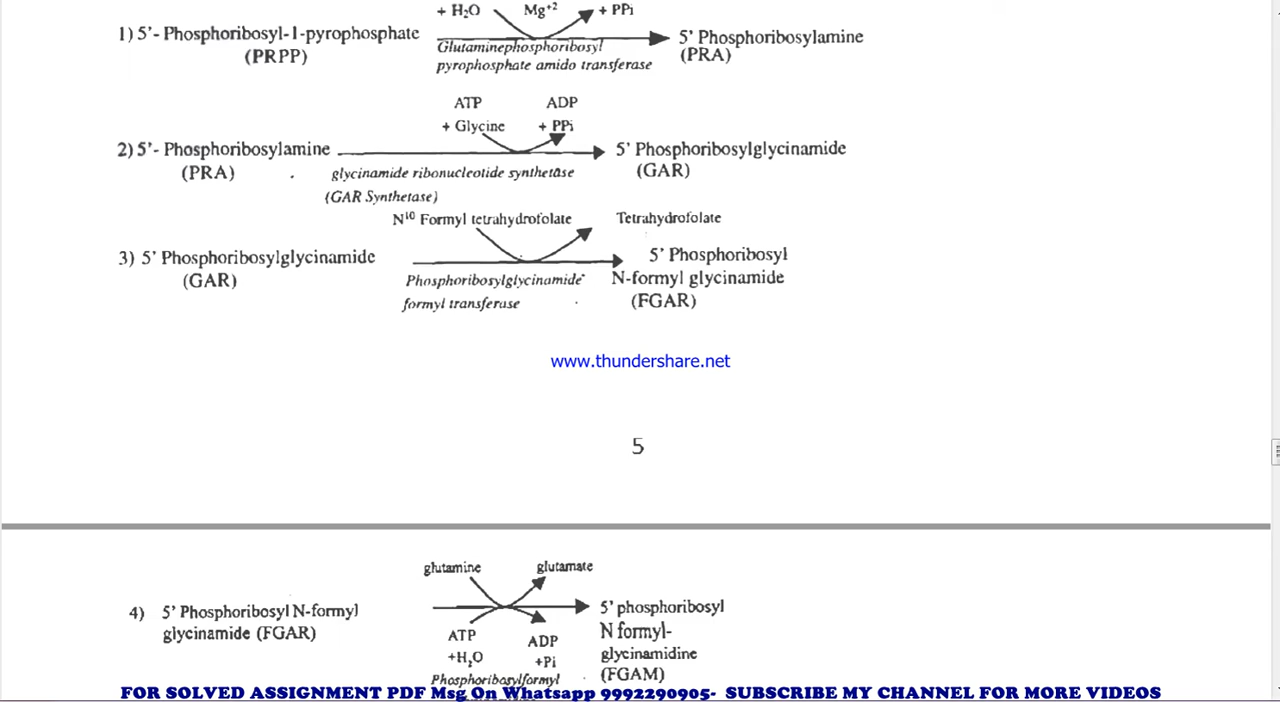 + H₂O Mg⁺² + PPi
1) 5'- Phosphoribosyl-1-pyrophosphate 5' Phosphoribosylamine
(PRPP) Glutaminephosphoribosyl (PRA)
pyrophosphate amido transferase
ATP ADP
+ Glycine + PPi
2) 5'- Phosphoribosylamine 5' Phosphoribosylglycinamide
(PRA) glycinamide ribonucleotide synthetase (GAR)
(GAR Synthetase)
N¹⁰ Formyl tetrahydrofolate Tetrahydrofolate
3) 5' Phosphoribosylglycinamide 5' Phosphoribosyl
(GAR) Phosphoribosylglycinamide N-formyl glycinamide
formyl transferase (FGAR)
www.thundershare.net
5
glutamine glutamate
4) 5' Phosphoribosyl N-formyl 5' phosphoribosyl
glycinamide (FGAR) ATP ADP N formyl-
+H₂O +Pi glycinamidine
Phosphoribosylformyl (FGAM)
FOR SOLVED ASSIGNMENT PDF Msg On Whatsapp 9992290905- SUBSCRIBE MY CHANNEL FOR MORE VIDEOS